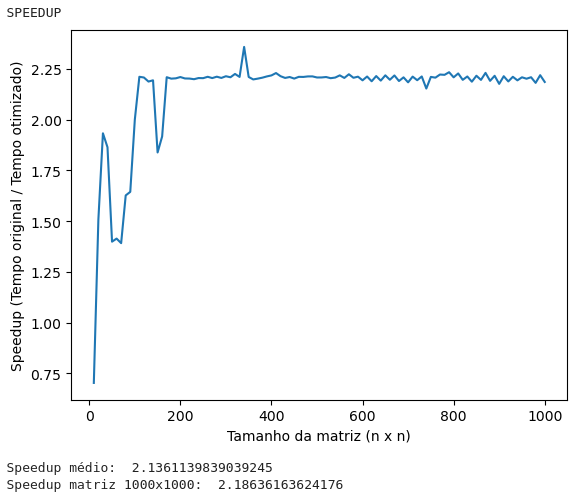 SPEEDUP
2.25
2.00
1.75
1.50
1.25
1.00
0.75
Speedup (Tempo original / Tempo otimizado)
0 200 400 600 800 1000
Tamanho da matriz (n x n)
Speedup médio:  2.1361139839039245
Speedup matriz 1000x1000:  2.18636163624176